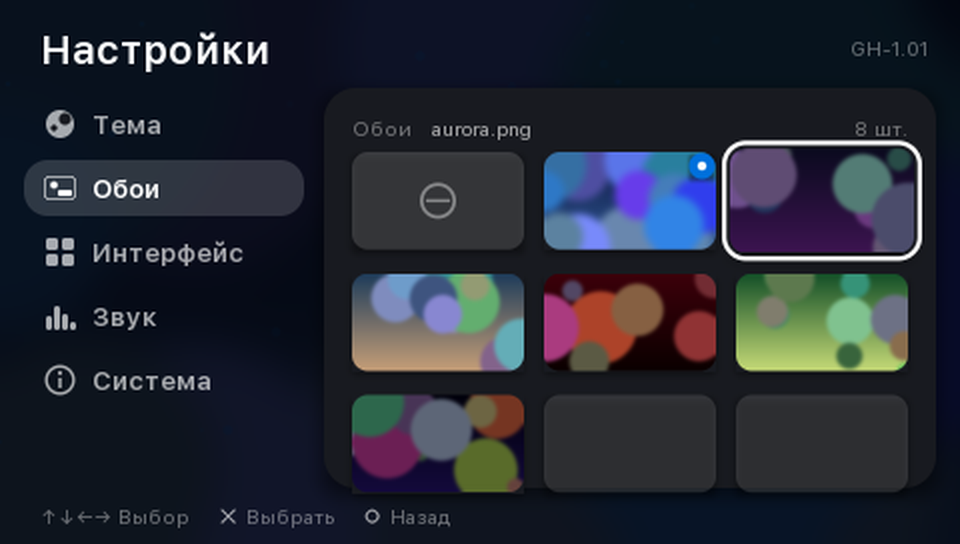 Настройки
GH-1.01
Тема
Обои
Интерфейс
Звук
Система
Обои aurora.png
8 шт.
↑↓←→ Выбор × Выбрать ○ Назад